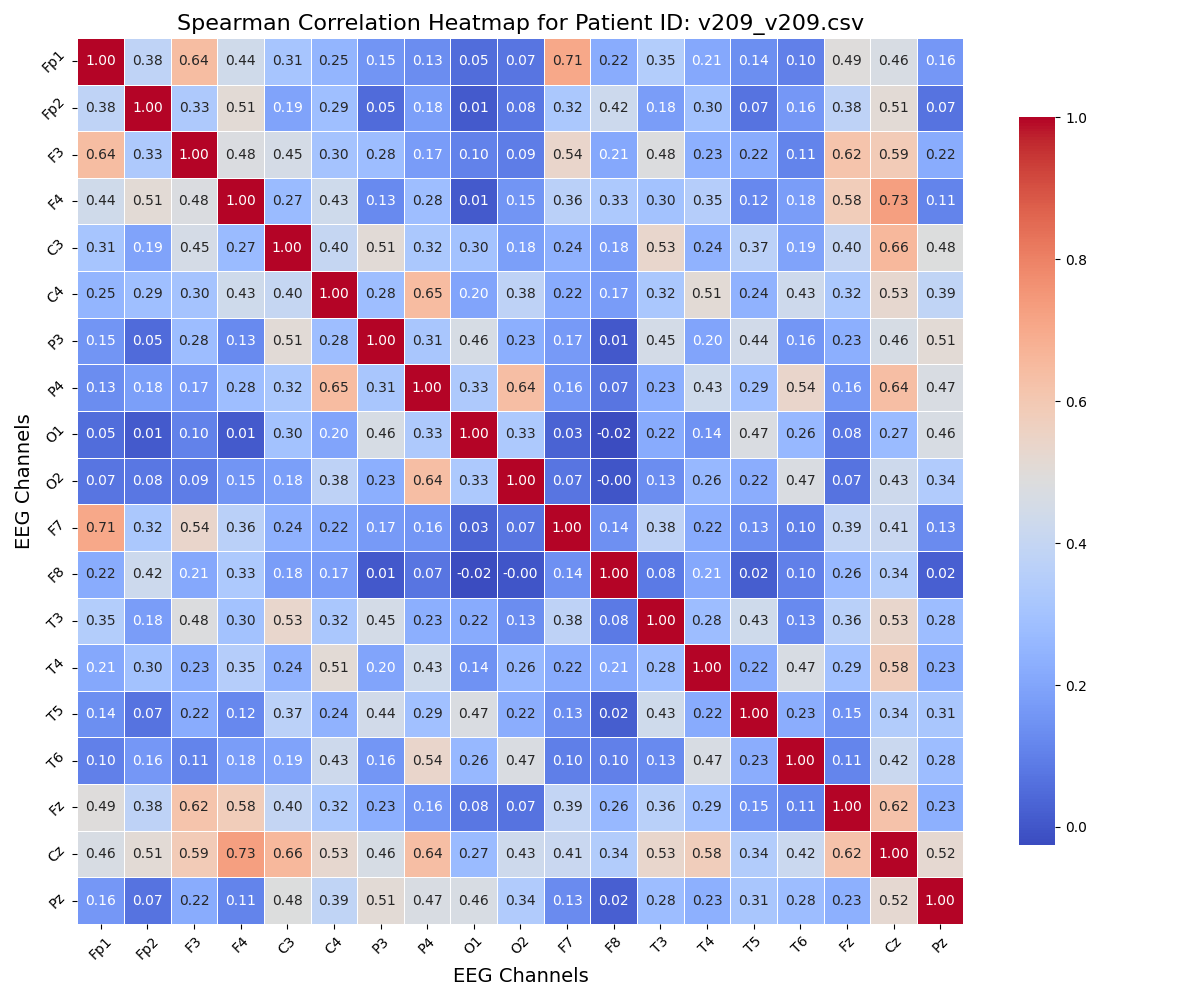 Spearman Correlation Heatmap for Patient ID: v209_v209.csv
Fp1 1.00 0.38 0.64 0.44 0.31 0.25 0.15 0.13 0.05 0.07 0.71 0.22 0.35 0.21 0.14 0.10 0.49 0.46 0.16
Fp2 0.38 1.00 0.33 0.51 0.19 0.29 0.05 0.18 0.01 0.08 0.32 0.42 0.18 0.30 0.07 0.16 0.38 0.51 0.07
F3 0.64 0.33 1.00 0.48 0.45 0.30 0.28 0.17 0.10 0.09 0.54 0.21 0.48 0.23 0.22 0.11 0.62 0.59 0.22
F4 0.44 0.51 0.48 1.00 0.27 0.43 0.13 0.28 0.01 0.15 0.36 0.33 0.30 0.35 0.12 0.18 0.58 0.73 0.11
C3 0.31 0.19 0.45 0.27 1.00 0.40 0.51 0.32 0.30 0.18 0.24 0.18 0.53 0.24 0.37 0.19 0.40 0.66 0.48
C4 0.25 0.29 0.30 0.43 0.40 1.00 0.28 0.65 0.20 0.38 0.22 0.17 0.32 0.51 0.24 0.43 0.32 0.53 0.39
P3 0.15 0.05 0.28 0.13 0.51 0.28 1.00 0.31 0.46 0.23 0.17 0.01 0.45 0.20 0.44 0.16 0.23 0.46 0.51
P4 0.13 0.18 0.17 0.28 0.32 0.65 0.31 1.00 0.33 0.64 0.16 0.07 0.23 0.43 0.29 0.54 0.16 0.64 0.47
O1 0.05 0.01 0.10 0.01 0.30 0.20 0.46 0.33 1.00 0.33 0.03 -0.02 0.22 0.14 0.47 0.26 0.08 0.27 0.46
O2 0.07 0.08 0.09 0.15 0.18 0.38 0.23 0.64 0.33 1.00 0.07 -0.00 0.13 0.26 0.22 0.47 0.07 0.43 0.34
F7 0.71 0.32 0.54 0.36 0.24 0.22 0.17 0.16 0.03 0.07 1.00 0.14 0.38 0.22 0.13 0.10 0.39 0.41 0.13
F8 0.22 0.42 0.21 0.33 0.18 0.17 0.01 0.07 -0.02 -0.00 0.14 1.00 0.08 0.21 0.02 0.10 0.26 0.34 0.02
T3 0.35 0.18 0.48 0.30 0.53 0.32 0.45 0.23 0.22 0.13 0.38 0.08 1.00 0.28 0.43 0.13 0.36 0.53 0.28
T4 0.21 0.30 0.23 0.35 0.24 0.51 0.20 0.43 0.14 0.26 0.22 0.21 0.28 1.00 0.22 0.47 0.29 0.58 0.23
T5 0.14 0.07 0.22 0.12 0.37 0.24 0.44 0.29 0.47 0.22 0.13 0.02 0.43 0.22 1.00 0.23 0.15 0.34 0.31
T6 0.10 0.16 0.11 0.18 0.19 0.43 0.16 0.54 0.26 0.47 0.10 0.10 0.13 0.47 0.23 1.00 0.11 0.42 0.28
Fz 0.49 0.38 0.62 0.58 0.40 0.32 0.23 0.16 0.08 0.07 0.39 0.26 0.36 0.29 0.15 0.11 1.00 0.62 0.23
Cz 0.46 0.51 0.59 0.73 0.66 0.53 0.46 0.64 0.27 0.43 0.41 0.34 0.53 0.58 0.34 0.42 0.62 1.00 0.52
Pz 0.16 0.07 0.22 0.11 0.48 0.39 0.51 0.47 0.46 0.34 0.13 0.02 0.28 0.23 0.31 0.28 0.23 0.52 1.00
Fp1 Fp2 F3 F4 C3 C4 P3 P4 O1 O2 F7 F8 T3 T4 T5 T6 Fz Cz Pz
EEG Channels
EEG Channels
1.0
0.8
0.6
0.4
0.2
0.0